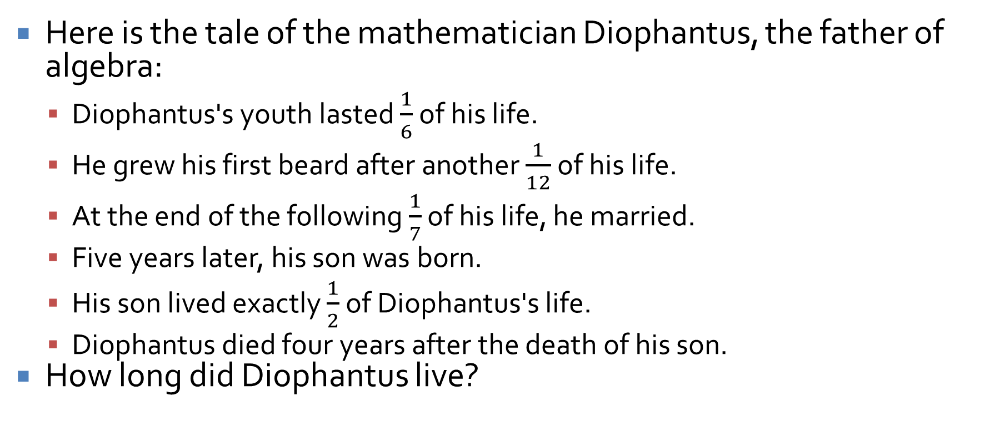 Here is the tale of the mathematician Diophantus, the father of
algebra:
Diophantus's youth lasted 1/6 of his life.
He grew his first beard after another 1/12 of his life.
At the end of the following 1/7 of his life, he married.
Five years later, his son was born.
His son lived exactly 1/2 of Diophantus's life.
Diophantus died four years after the death of his son.
How long did Diophantus live?